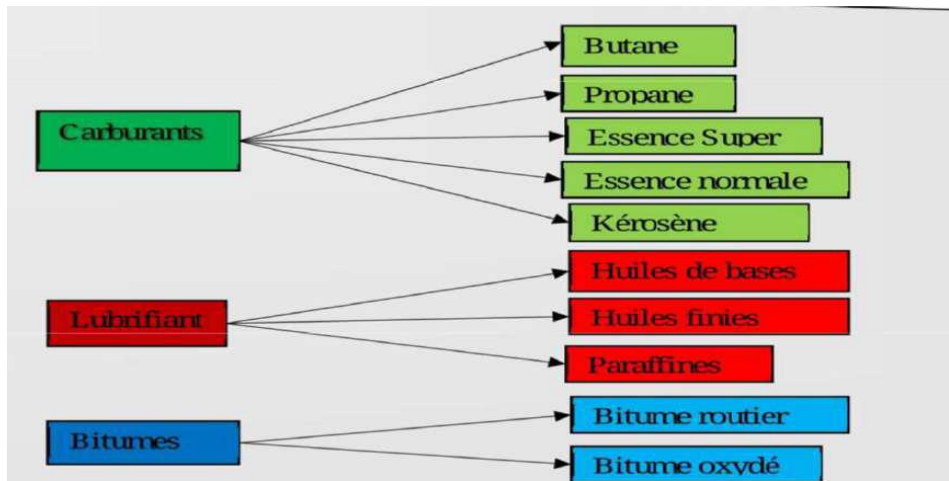 Carburants
Butane
Propane
Essence Super
Essence normale
Kérosène
Lubrifiant
Huiles de bases
Huiles finies
Paraffines
Bitumes
Bitume routier
Bitume oxydé